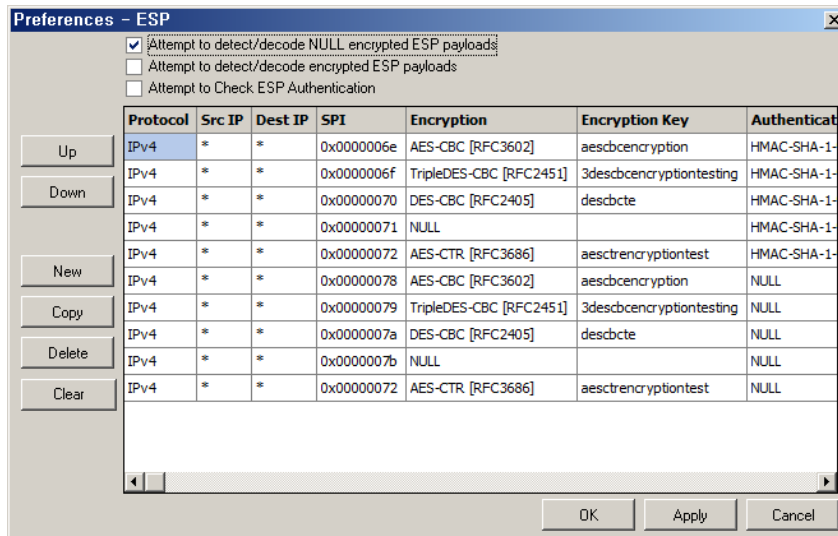 Preferences - ESP
Attempt to detect/decode NULL encrypted ESP payloads
Attempt to detect/decode encrypted ESP payloads
Attempt to Check ESP Authentication
Up
Down
New
Copy
Delete
Clear
Protocol Src IP Dest IP SPI Encryption Encryption Key Authenticat
IPv4 * * 0x0000006e AES-CBC [RFC3602] aescbcencryption HMAC-SHA-1-
IPv4 * * 0x0000006f TripleDES-CBC [RFC2451] 3descbcencryptiontesting HMAC-SHA-1-
IPv4 * * 0x00000070 DES-CBC [RFC2405] descbcte HMAC-SHA-1-
IPv4 * * 0x00000071 NULL HMAC-SHA-1-
IPv4 * * 0x00000072 AES-CTR [RFC3686] aesctrencryptiontest HMAC-SHA-1-
IPv4 * * 0x00000078 AES-CBC [RFC3602] aescbcencryption NULL
IPv4 * * 0x00000079 TripleDES-CBC [RFC2451] 3descbcencryptiontesting NULL
IPv4 * * 0x0000007a DES-CBC [RFC2405] descbcte NULL
IPv4 * * 0x0000007b NULL NULL
IPv4 * * 0x00000072 AES-CTR [RFC3686] aesctrencryptiontest NULL
OK Apply Cancel